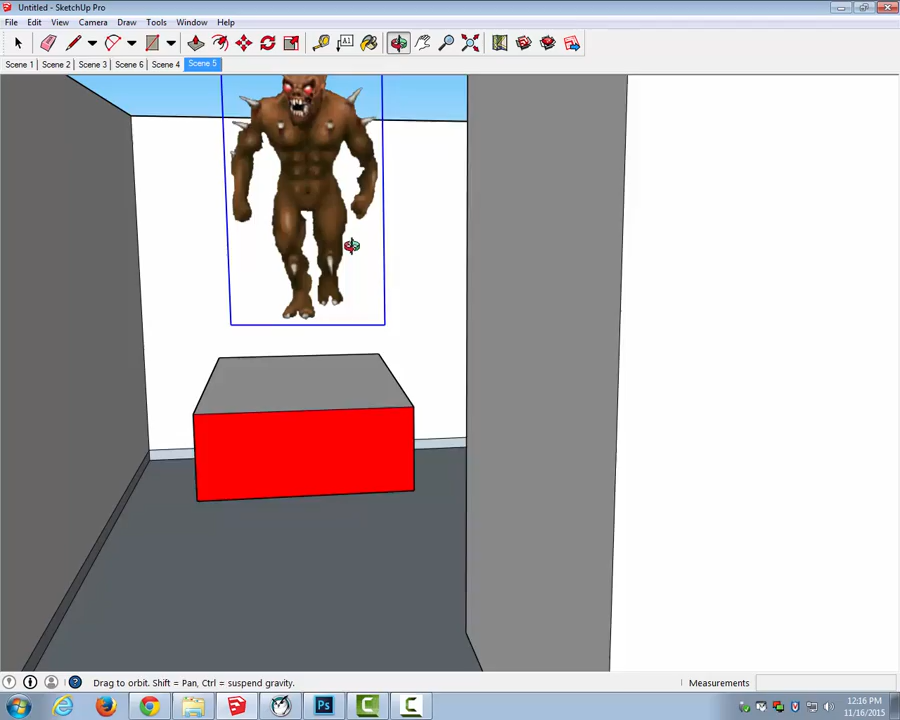 Untitled - SketchUp Pro
File Edit View Camera Draw Tools Window Help
A1
Scene 1 Scene 2 Scene 3 Scene 6 Scene 4 Scene 5
Drag to orbit. Shift = Pan, Ctrl = suspend gravity. Measurements
Ps 12:16 PM
11/16/2015